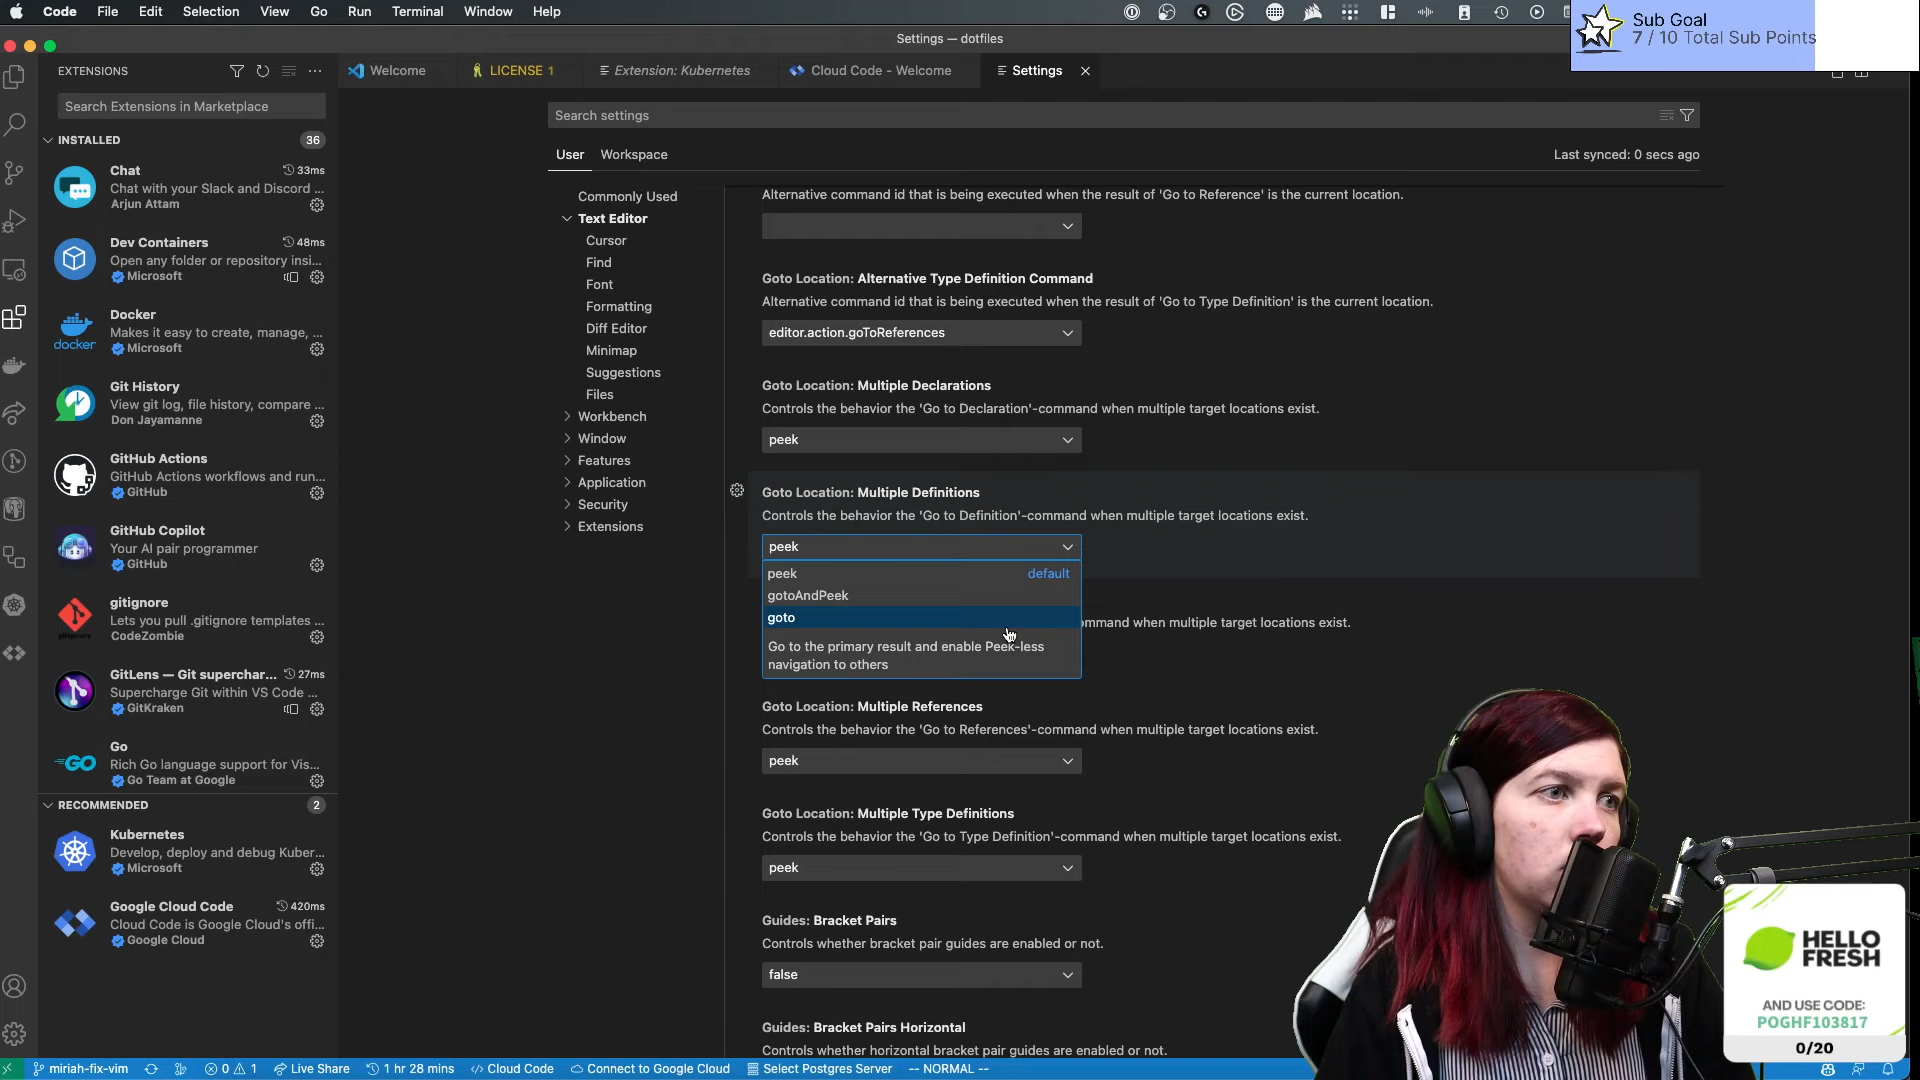 Code File Edit Selection View Go Run Terminal Window Help
Sub Goal
7 / 10 Total Sub Points
Settings — dotfiles
EXTENSIONS
Welcome
LICENSE 1
Extension: Kubernetes
Cloud Code - Welcome
Settings
Search Extensions in Marketplace
INSTALLED 36
Chat 33ms
Chat with your Slack and Discord ...
Arjun Attam
Dev Containers 48ms
Open any folder or repository insi...
Microsoft
Docker
Makes it easy to create, manage, ...
Microsoft
docker
Git History
View git log, file history, compare ...
Don Jayamanne
GitHub Actions
GitHub Actions workflows and run...
GitHub
GitHub Copilot
Your AI pair programmer
GitHub
gitignore
Lets you pull .gitignore templates ...
CodeZombie
GitLens — Git superchar... 27ms
Supercharge Git within VS Code ...
GitKraken
Go
Rich Go language support for Vis...
Go Team at Google
GO
RECOMMENDED 2
Kubernetes
Develop, deploy and debug Kuber...
Microsoft
Google Cloud Code 420ms
Cloud Code is Google Cloud's offi...
Google Cloud
Search settings
User Workspace
Last synced: 0 secs ago
Commonly Used
Text Editor
Cursor
Find
Font
Formatting
Diff Editor
Minimap
Suggestions
Files
Workbench
Window
Features
Application
Security
Extensions
Alternative command id that is being executed when the result of 'Go to Reference' is the current location.
Goto Location: Alternative Type Definition Command
Alternative command id that is being executed when the result of 'Go to Type Definition' is the current location.
editor.action.goToReferences
Goto Location: Multiple Declarations
Controls the behavior the 'Go to Declaration'-command when multiple target locations exist.
peek
Goto Location: Multiple Definitions
Controls the behavior the 'Go to Definition'-command when multiple target locations exist.
peek
peek default
gotoAndPeek
goto
Go to the primary result and enable Peek-less
navigation to others
ommand when multiple target locations exist.
Goto Location: Multiple References
Controls the behavior the 'Go to References'-command when multiple target locations exist.
peek
Goto Location: Multiple Type Definitions
Controls the behavior the 'Go to Type Definition'-command when multiple target locations exist.
peek
Guides: Bracket Pairs
Controls whether bracket pair guides are enabled or not.
false
Guides: Bracket Pairs Horizontal
Controls whether horizontal bracket pair guides are enabled or not.
HELLO
FRESH
AND USE CODE:
POGHF103817
0/20
miriah-fix-vim 0 1 Live Share 1 hr 28 mins Cloud Code Connect to Google Cloud Select Postgres Server -- NORMAL --